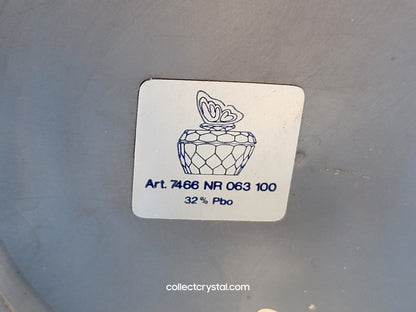 Art. 7466 NR 063 100
32% Pbo
collectcrystal.com